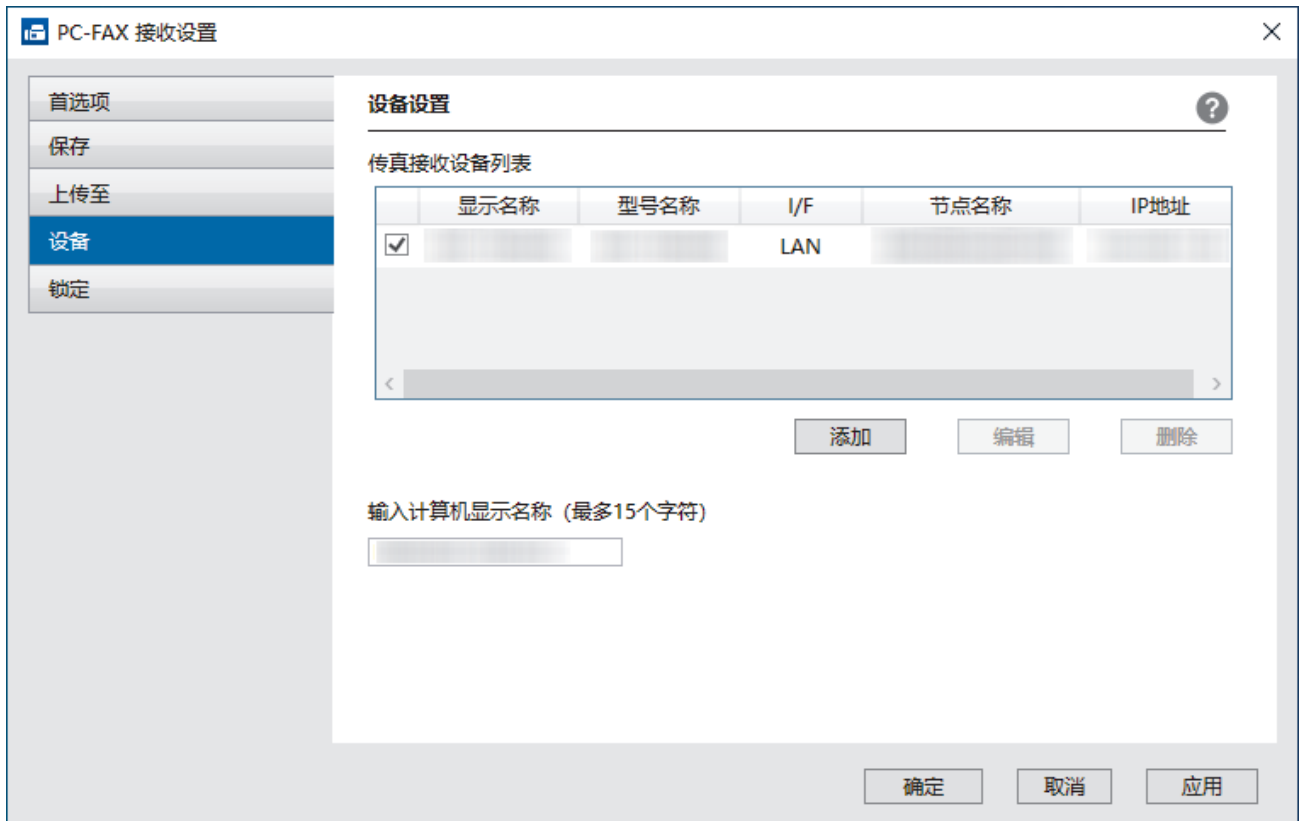 PC-FAX 接收设置
首选项
保存
上传至
设备
锁定
设备设置
传真接收设备列表
显示名称 型号名称 I/F 节点名称 IP地址
LAN
添加 编辑 删除
输入计算机显示名称（最多15个字符）
确定 取消 应用